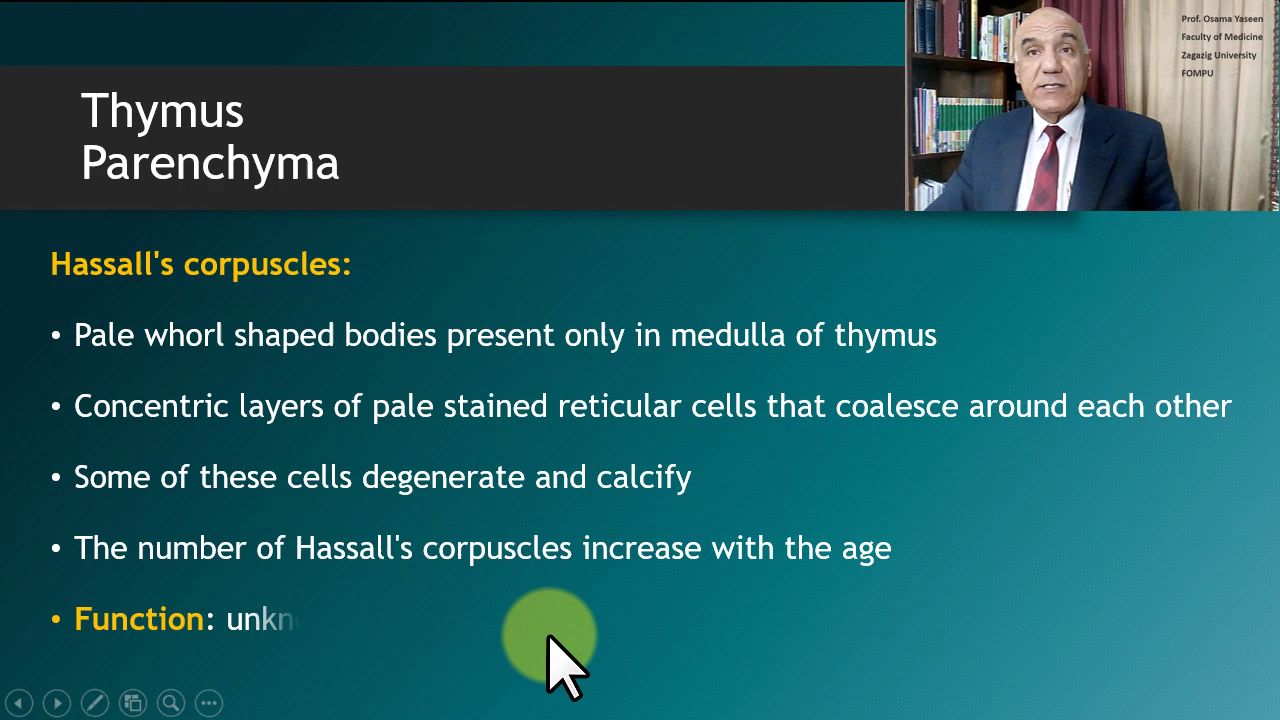 Prof. Osama Yaseen
Faculty of Medicine
Zagazig University
FOMPU
Thymus
Parenchyma
Hassall's corpuscles:
• Pale whorl shaped bodies present only in medulla of thymus
• Concentric layers of pale stained reticular cells that coalesce around each other
• Some of these cells degenerate and calcify
• The number of Hassall's corpuscles increase with the age
• Function: unkn